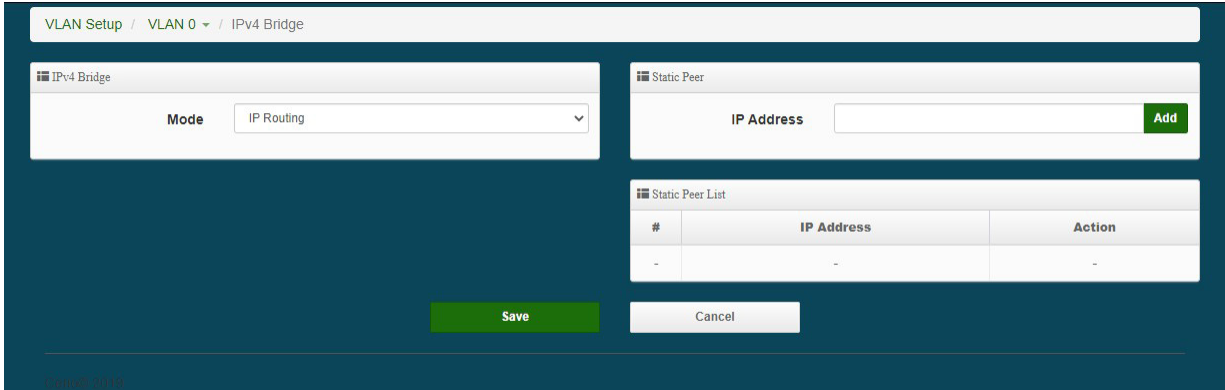 VLAN Setup / VLAN 0 / IPv4 Bridge
IPv4 Bridge
Mode
IP Routing
Static Peer
IP Address
Add
Static Peer List
# IP Address Action
- - -
Save
Cancel